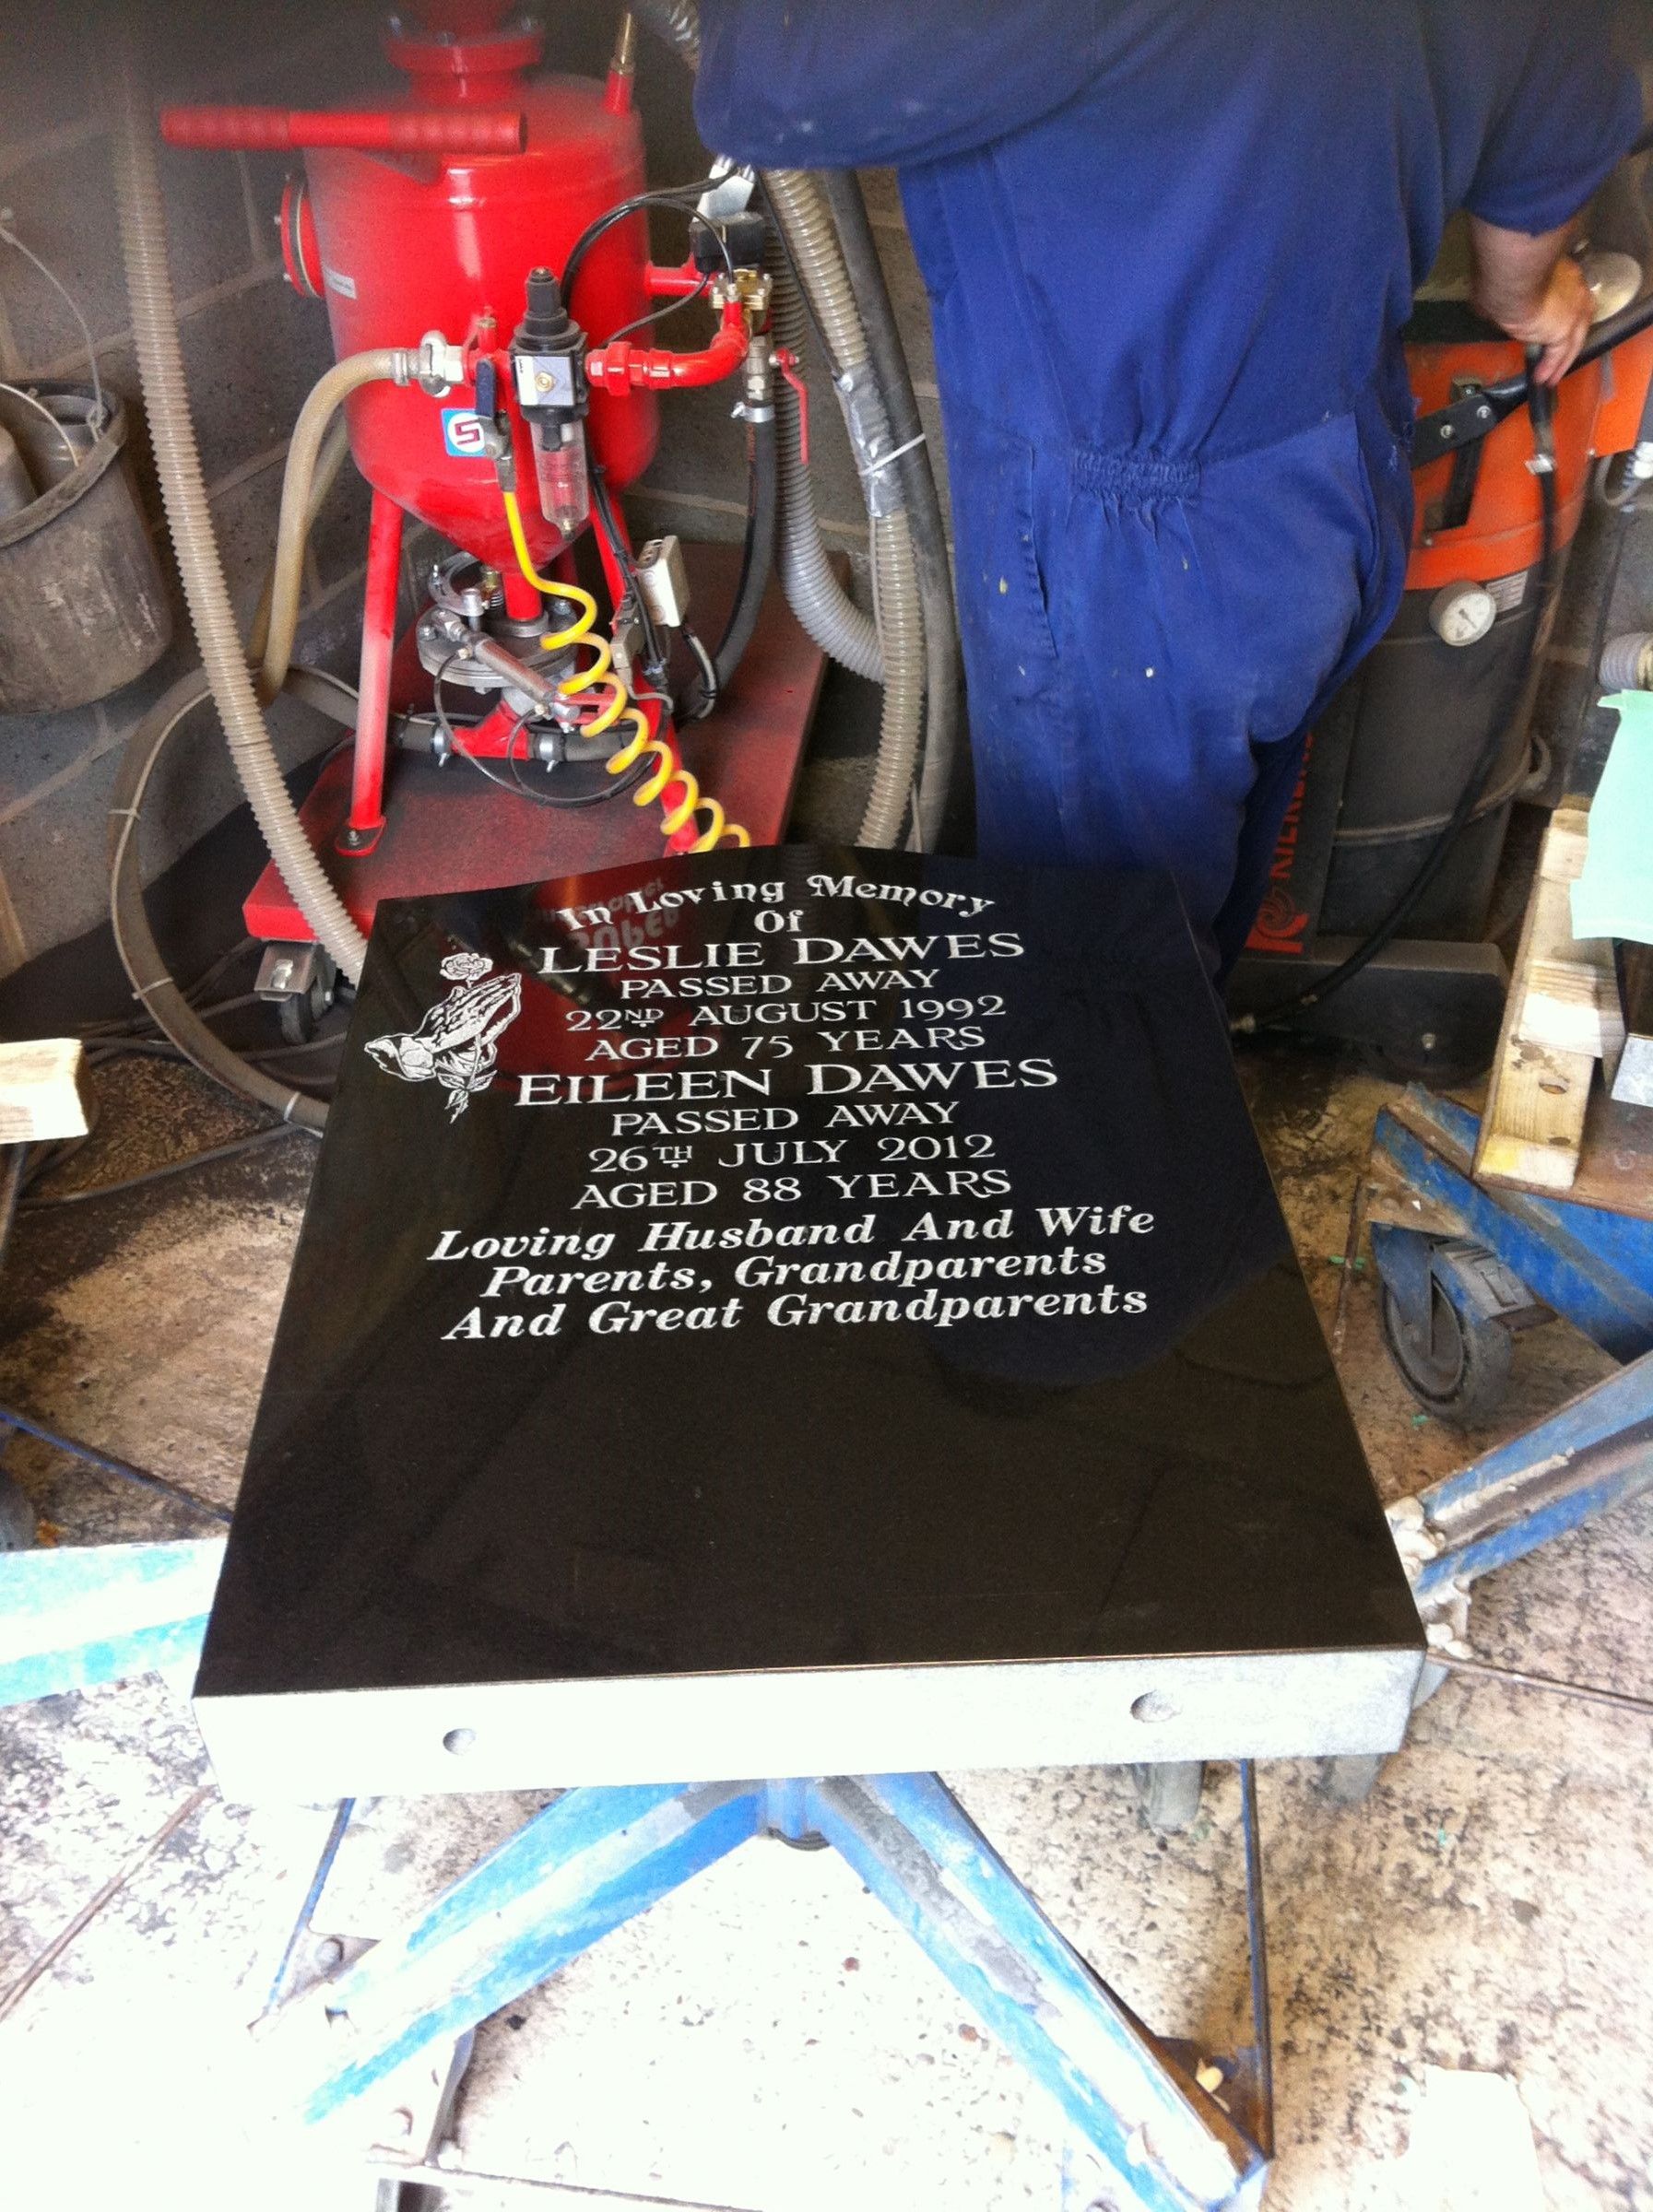 In Loving Memory
Of
LESLIE DAWES
PASSED AWAY
22ND AUGUST 1992
AGED 75 YEARS
EILEEN DAWES
PASSED AWAY
26TH JULY 2012
AGED 88 YEARS
Loving Husband And Wife
Parents, Grandparents
And Great Grandparents